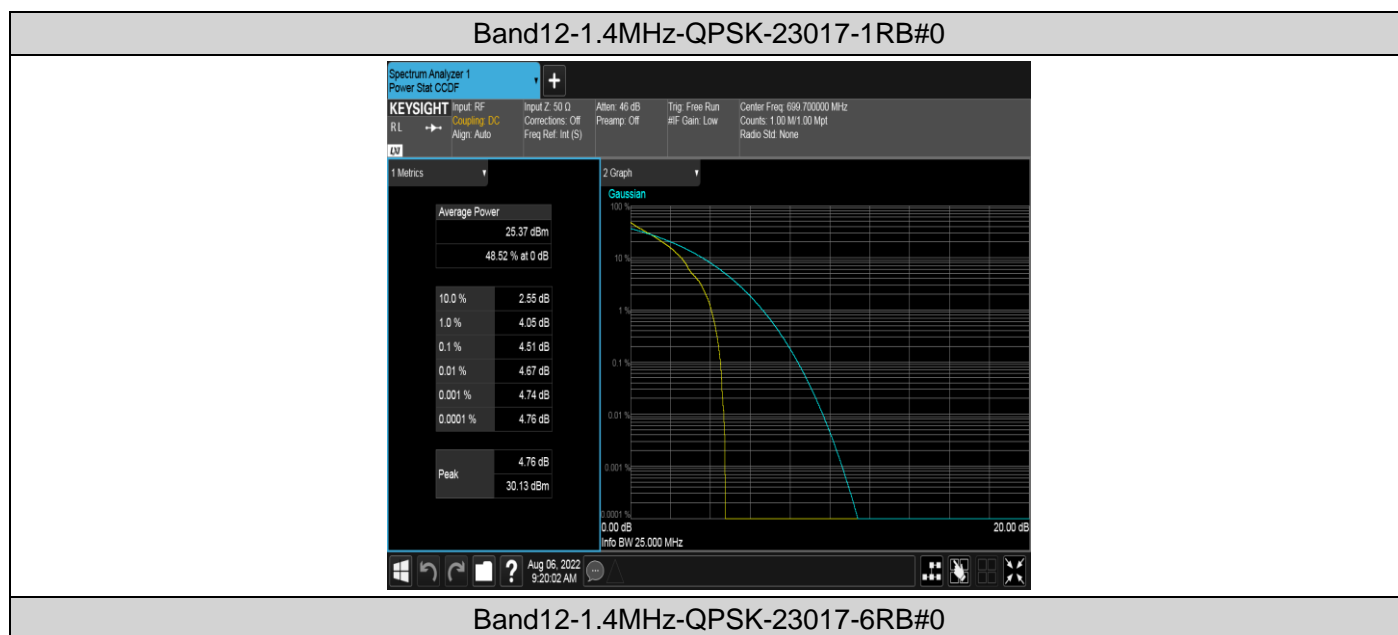 Band12-1.4MHz-QPSK-23017-1RB#0
Spectrum Analyzer 1
Power Stat CCDF
KEYSIGHT
RL
LXI
Input: RF
Coupling: DC
Align: Auto
Input Z: 50 Ω
Corrections: Off
Freq Ref: Int (S)
Atten: 46 dB
Preamp: Off
Trig: Free Run
#IF Gain: Low
Center Freq: 699.700000 MHz
Counts: 1.00 M/1.00 Mpt
Radio Std: None
1 Metrics
Average Power
25.37 dBm
48.52 % at 0 dB
10.0 % 2.55 dB
1.0 % 4.05 dB
0.1 % 4.51 dB
0.01 % 4.67 dB
0.001 % 4.74 dB
0.0001 % 4.76 dB
Peak
4.76 dB
30.13 dBm
2 Graph
Gaussian
100 %
10 %
1 %
0.1 %
0.01 %
0.001 %
0.0001 %
0.00 dB
20.00 dB
Info BW 25.000 MHz
?
Aug 06, 2022
9:20:02 AM
Band12-1.4MHz-QPSK-23017-6RB#0